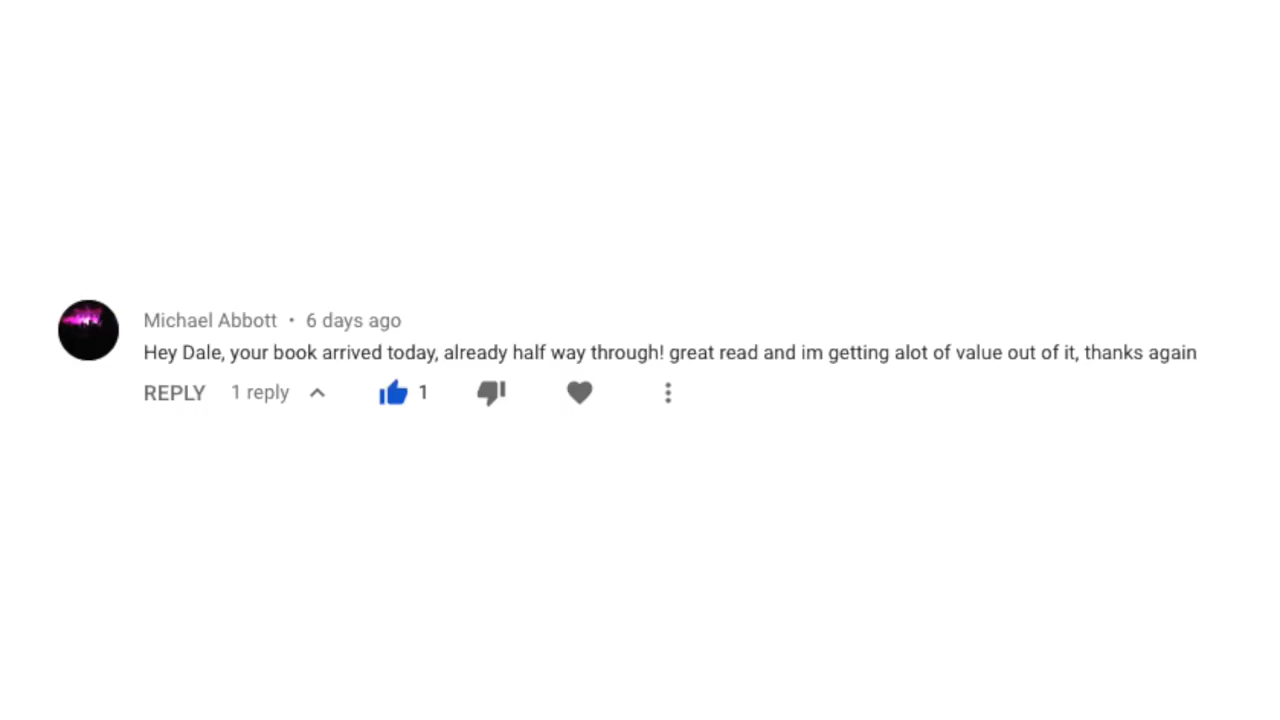 Michael Abbott • 6 days ago
Hey Dale, your book arrived today, already half way through! great read and im getting alot of value out of it, thanks again
REPLY 1 reply 1